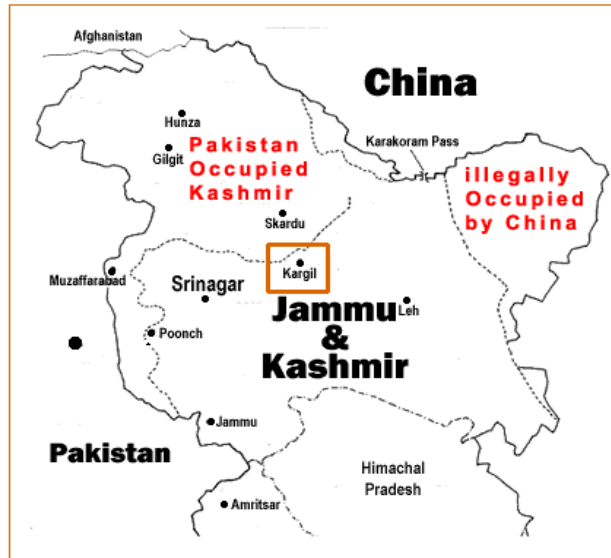 Afghanistan
China
Hunza
Gilgit
Pakistan
Occupied
Kashmir
Karakoram Pass
illegally
Occupied
by China
Skardu
Kargil
Muzaffarabad
Srinagar
Leh
Jammu
&
Kashmir
Poonch
Jammu
Pakistan
Himachal
Pradesh
Amritsar